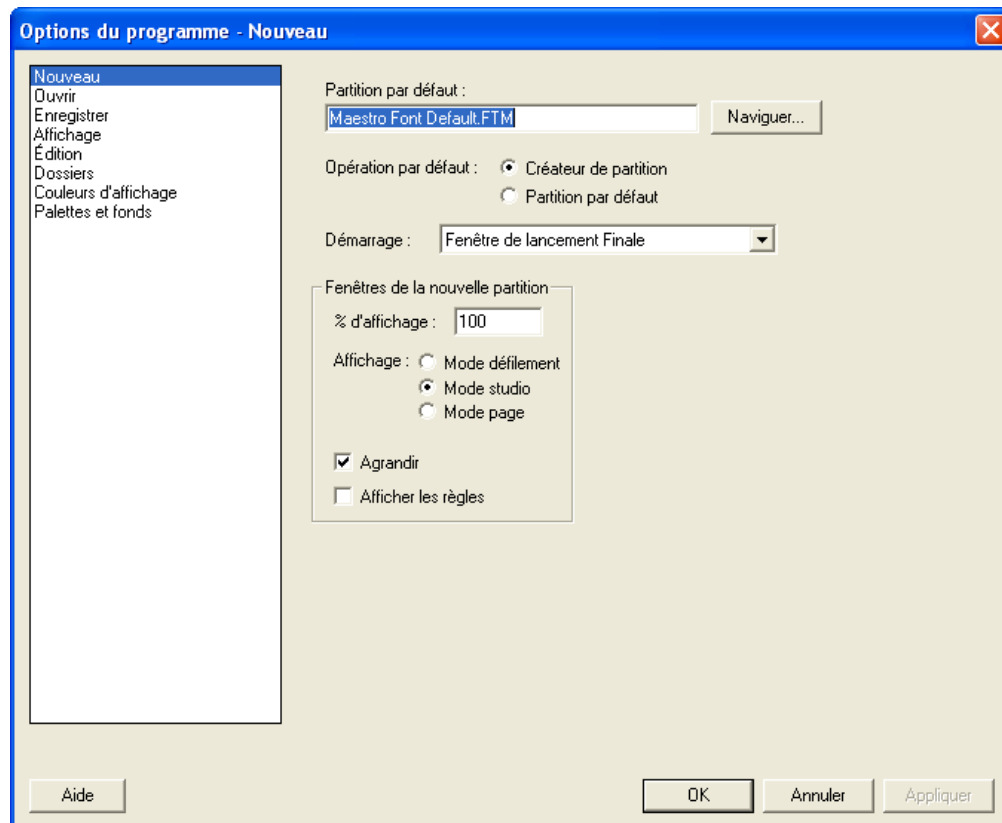 Options du programme - Nouveau
Nouveau
Ouvrir
Enregistrer
Affichage
Édition
Dossiers
Couleurs d'affichage
Palettes et fonds
Partition par défaut :
Maestro Font Default.FTM
Naviguer...
Opération par défaut :
Créateur de partition
Partition par défaut
Démarrage :
Fenêtre de lancement Finale
Fenêtres de la nouvelle partition
% d'affichage :
100
Affichage :
Mode défilement
Mode studio
Mode page
Agrandir
Afficher les règles
Aide
OK
Annuler
Appliquer